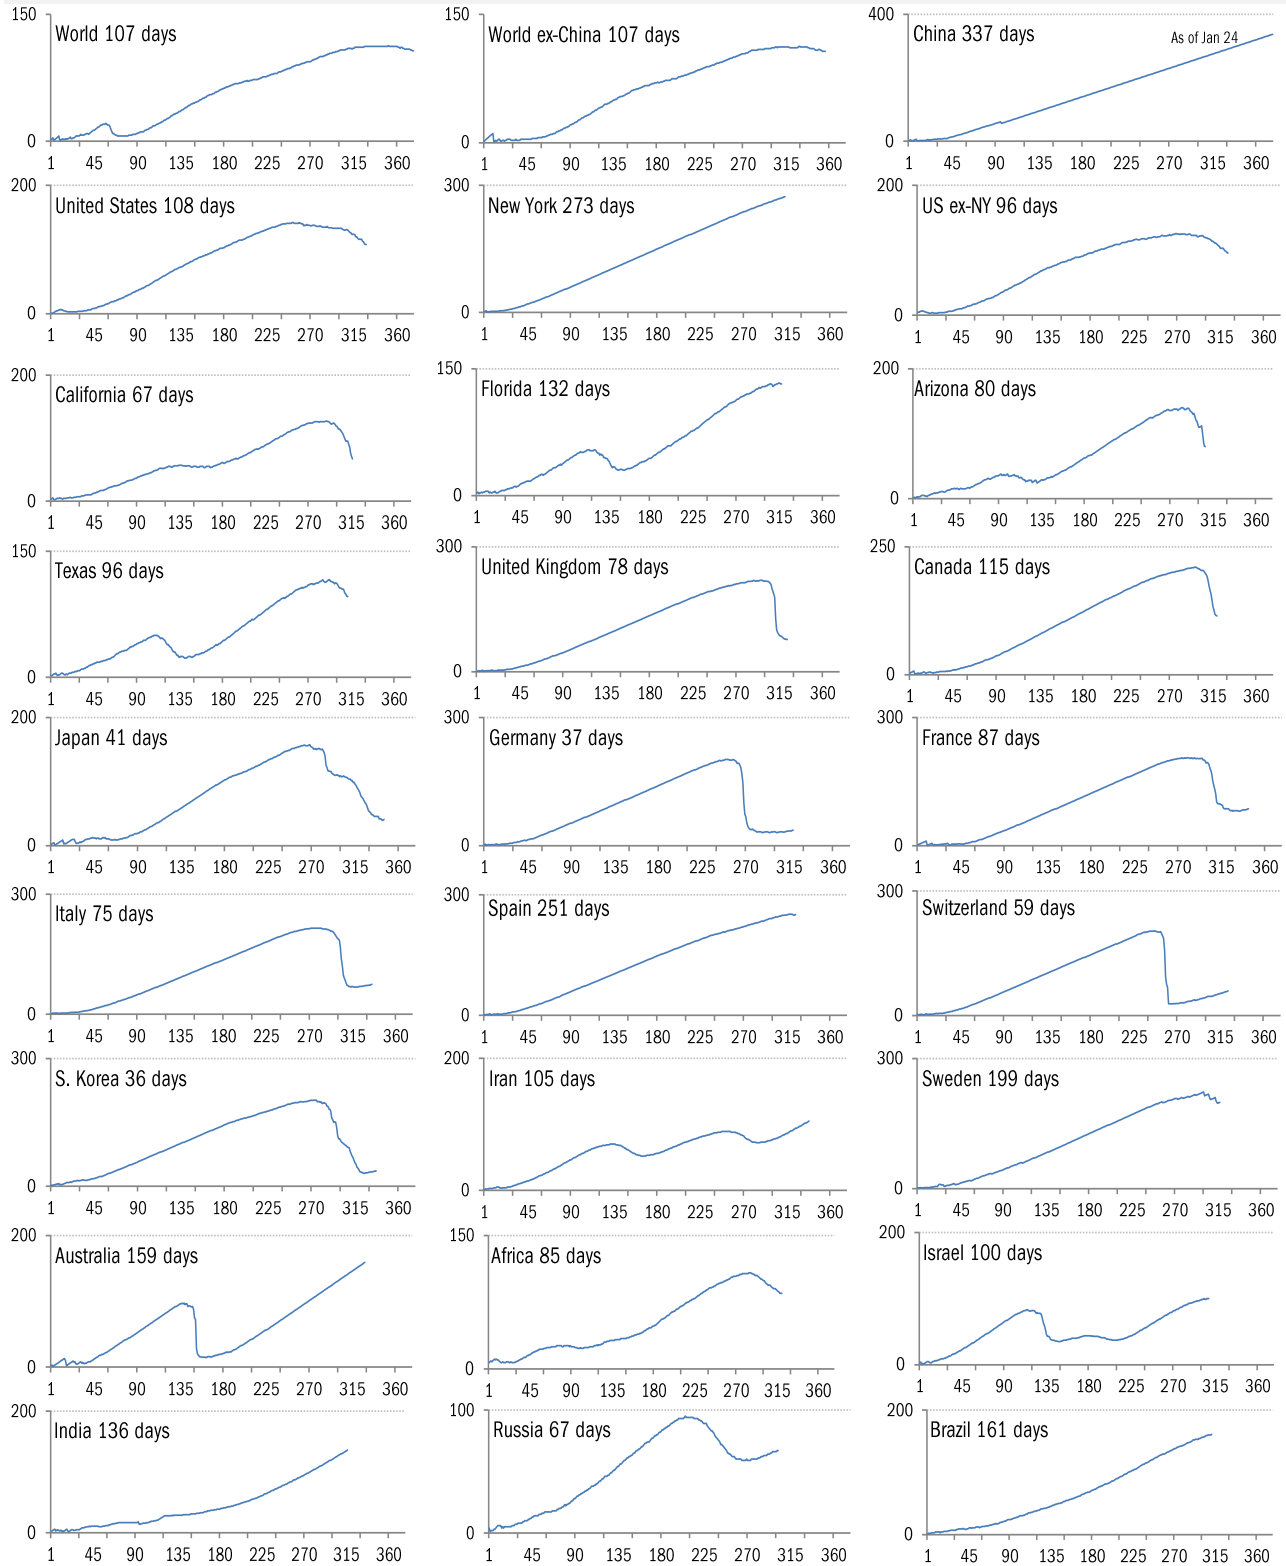 150
World 107 days
0
1 45 90 135 180 225 270 315 360
150
World ex-China 107 days
0
1 45 90 135 180 225 270 315 360
400
China 337 days
As of Jan 24
0
1 45 90 135 180 225 270 315 360
200
United States 108 days
0
1 45 90 135 180 225 270 315 360
300
New York 273 days
0
1 45 90 135 180 225 270 315 360
200
US ex-NY 96 days
0
1 45 90 135 180 225 270 315 360
200
California 67 days
0
1 45 90 135 180 225 270 315 360
150
Florida 132 days
0
1 45 90 135 180 225 270 315 360
200
Arizona 80 days
0
1 45 90 135 180 225 270 315 360
150
Texas 96 days
0
1 45 90 135 180 225 270 315 360
300
United Kingdom 78 days
0
1 45 90 135 180 225 270 315 360
250
Canada 115 days
0
1 45 90 135 180 225 270 315 360
200
Japan 41 days
0
1 45 90 135 180 225 270 315 360
300
Germany 37 days
0
1 45 90 135 180 225 270 315 360
300
France 87 days
0
1 45 90 135 180 225 270 315 360
300
Italy 75 days
0
1 45 90 135 180 225 270 315 360
300
Spain 251 days
0
1 45 90 135 180 225 270 315 360
300
Switzerland 59 days
0
1 45 90 135 180 225 270 315 360
300
S. Korea 36 days
0
1 45 90 135 180 225 270 315 360
200
Iran 105 days
0
1 45 90 135 180 225 270 315 360
300
Sweden 199 days
0
1 45 90 135 180 225 270 315 360
200
Australia 159 days
0
1 45 90 135 180 225 270 315 360
150
Africa 85 days
0
1 45 90 135 180 225 270 315 360
200
Israel 100 days
0
1 45 90 135 180 225 270 315 360
200
India 136 days
0
1 45 90 135 180 225 270 315 360
100
Russia 67 days
0
1 45 90 135 180 225 270 315 360
200
Brazil 161 days
0
1 45 90 135 180 225 270 315 360